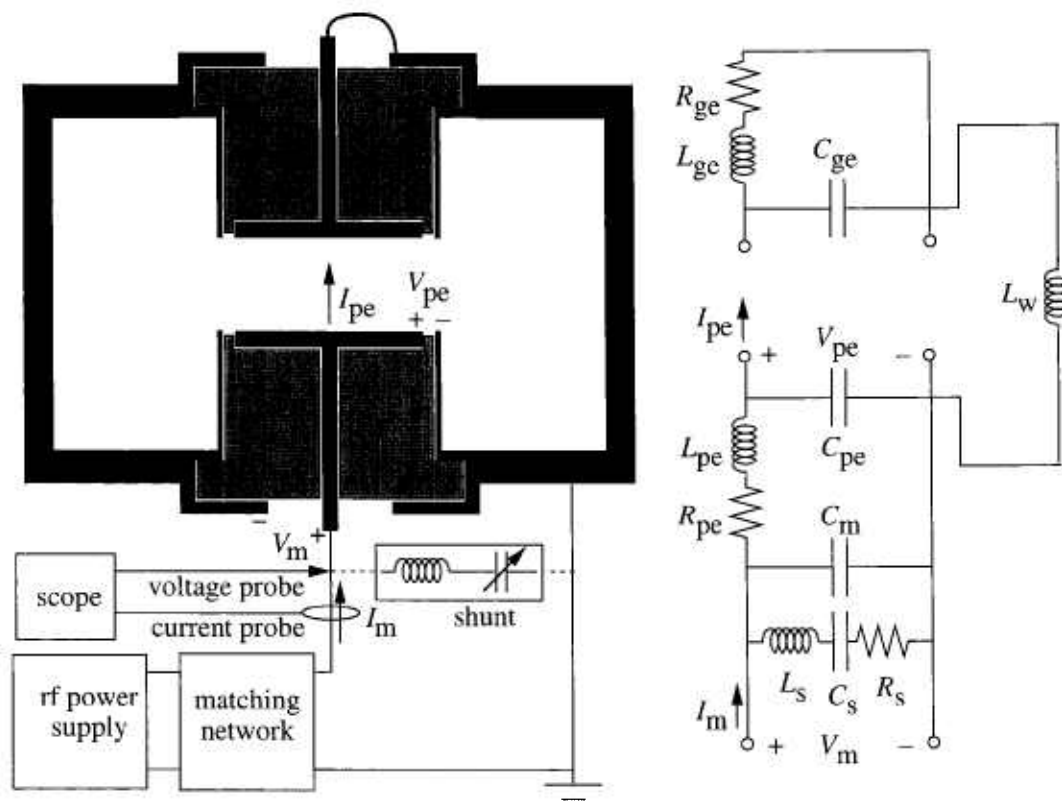 I_pe
V_pe
+ −
−
V_m +
scope
voltage probe
current probe
I_m
shunt
rf power
supply
matching
network
R_ge
L_ge
C_ge
L_w
I_pe
+ V_pe −
L_pe
C_pe
R_pe
C_m
L_s C_s R_s
I_m
+ V_m −